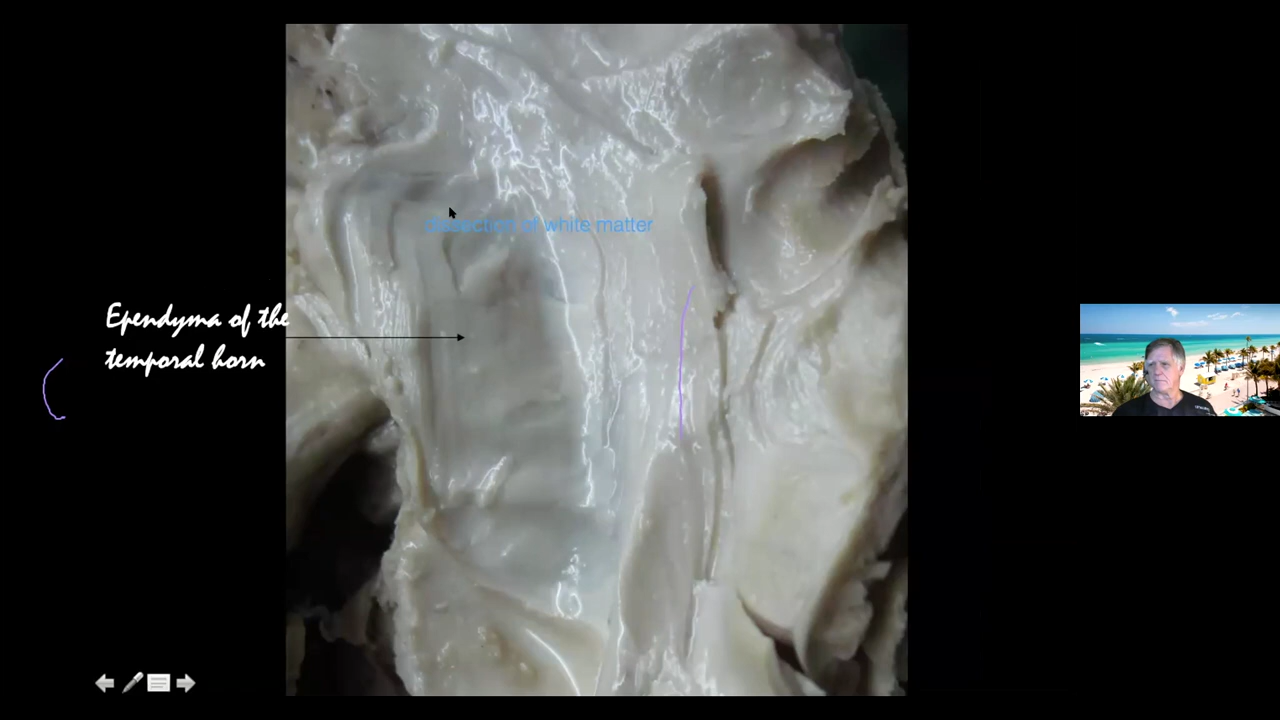 dissection of white matter
Ependyma of the
temporal horn